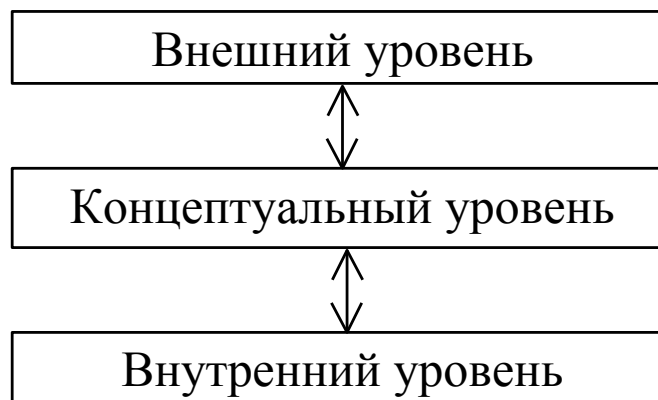 Внешний уровень
Концептуальный уровень
Внутренний уровень